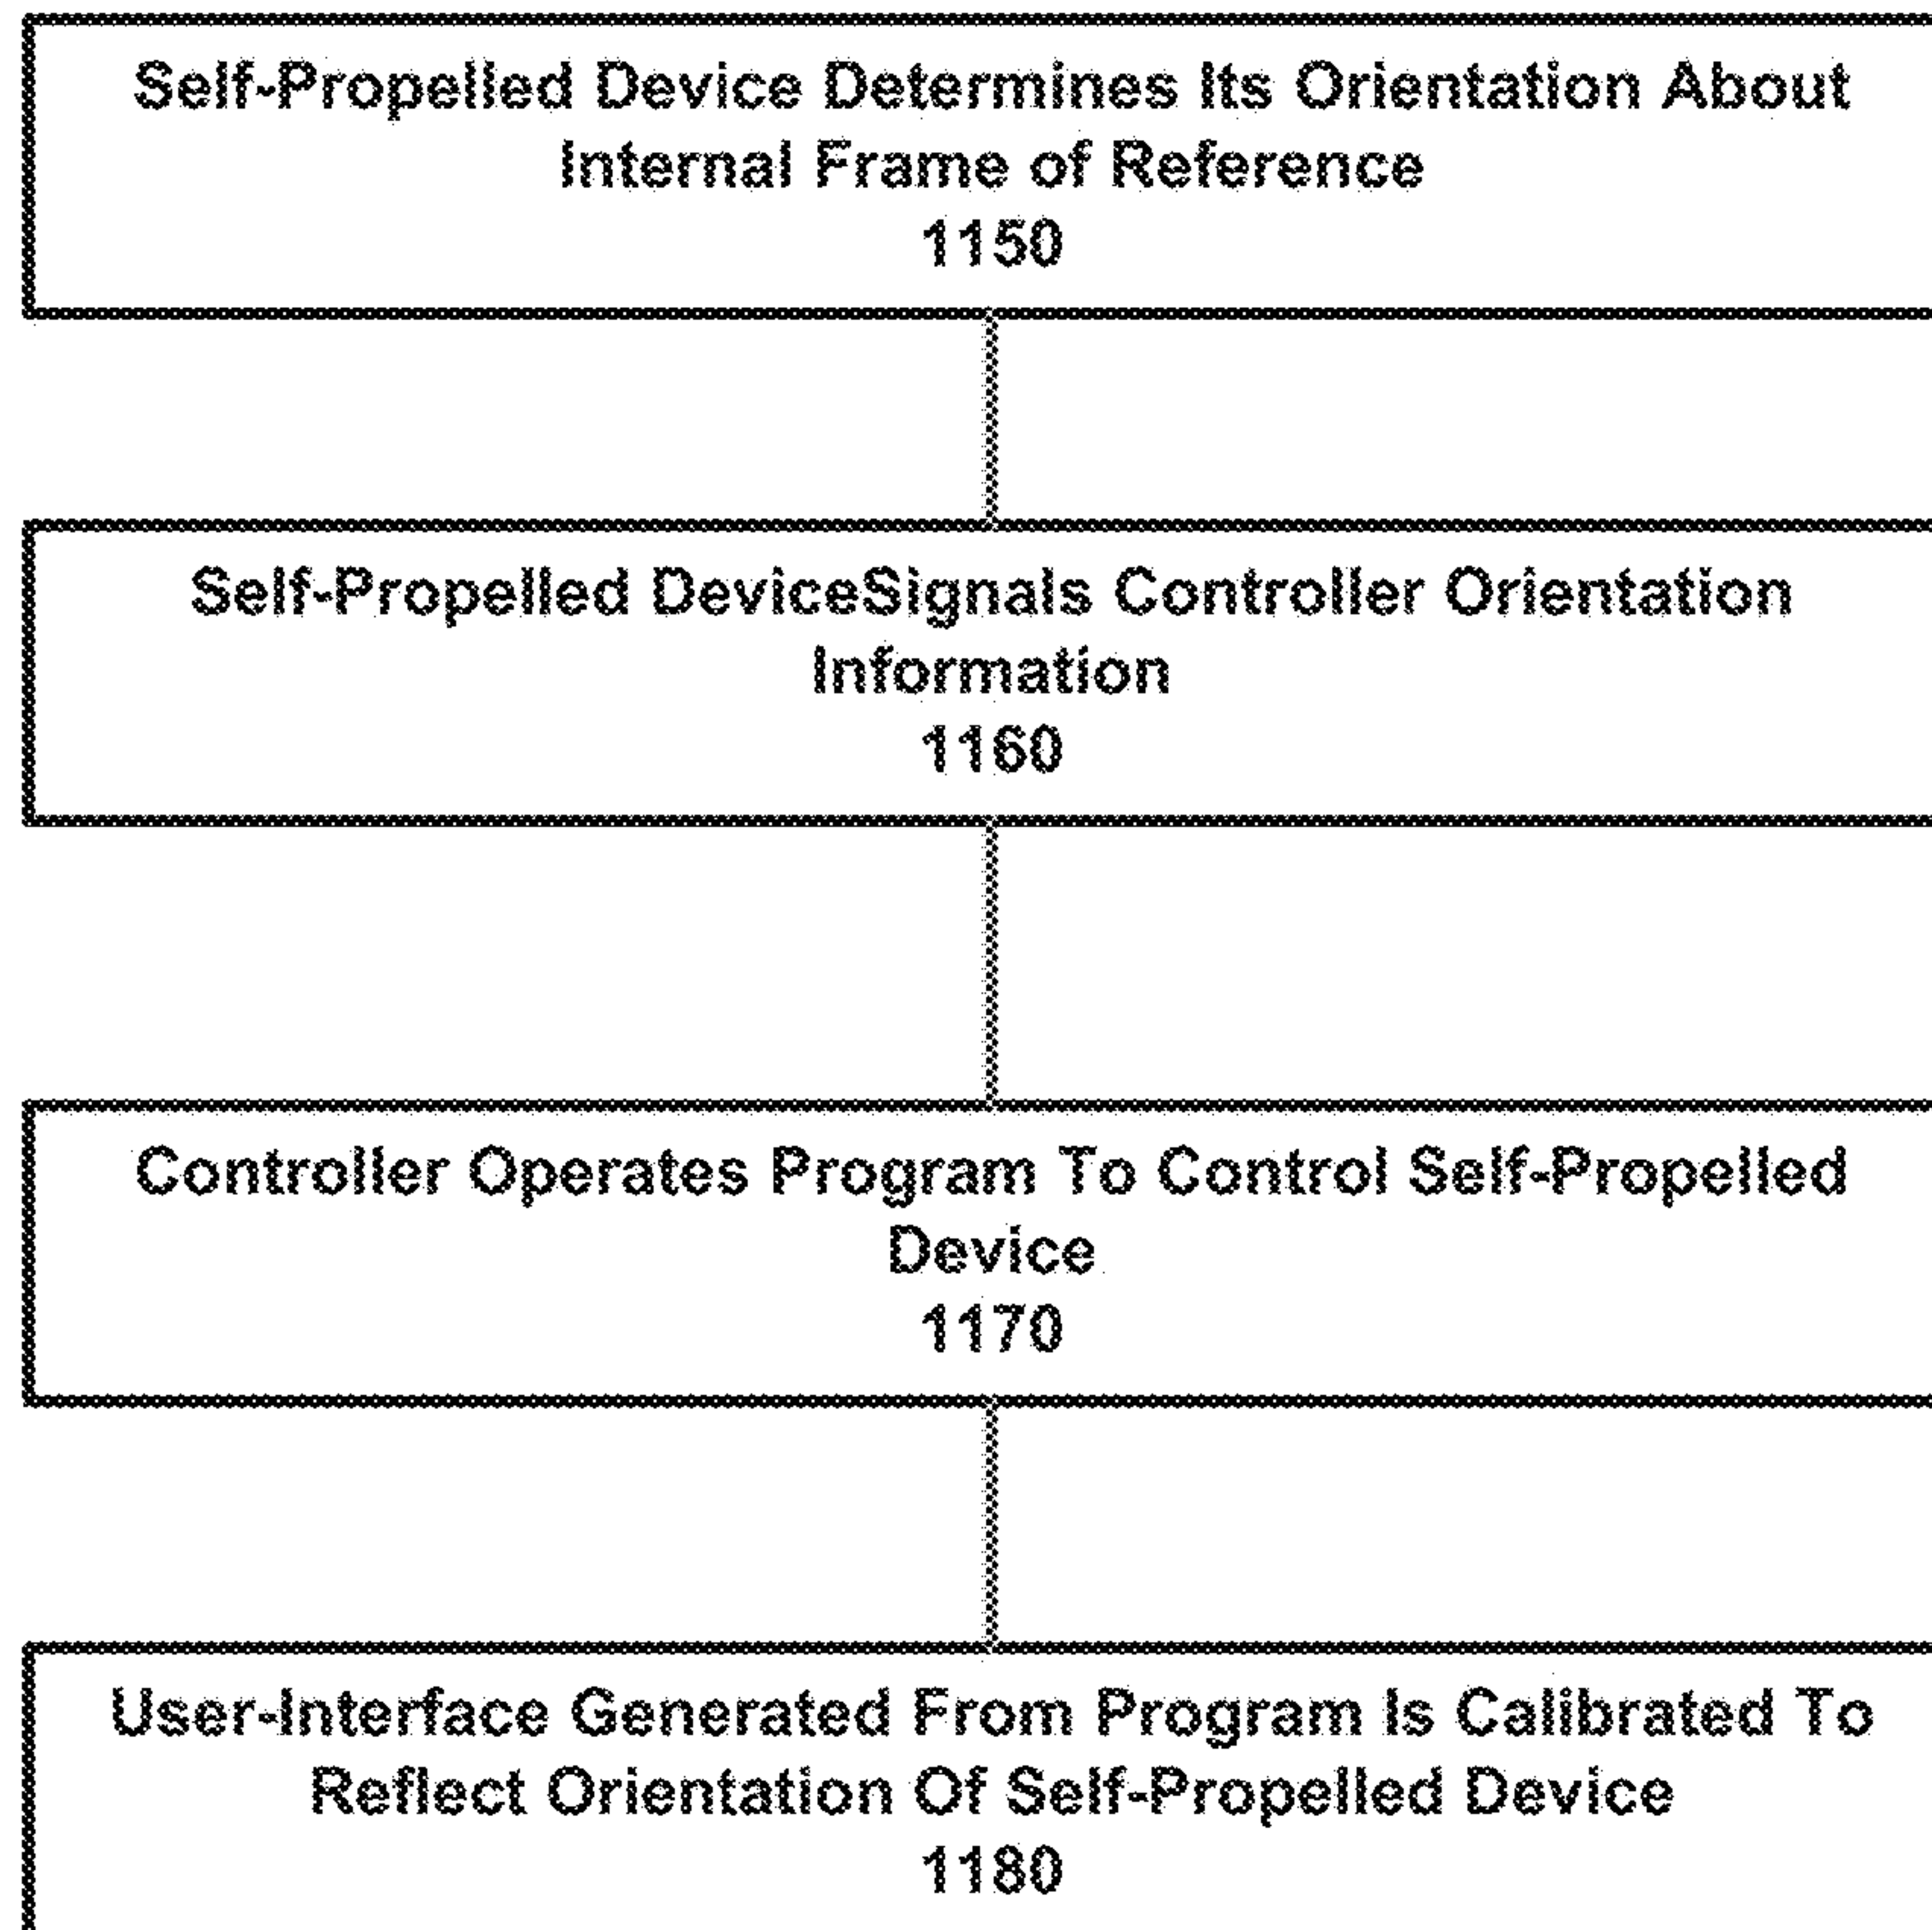 Self-Propelled Device Determines Its Orientation About
Internal Frame of Reference
1150
Self-Propelled DeviceSignals Controller Orientation
Information
1160
Controller Operates Program To Control Self-Propelled
Device
1170
User-Interface Generated From Program Is Calibrated To
Reflect Orientation Of Self-Propelled Device
1180